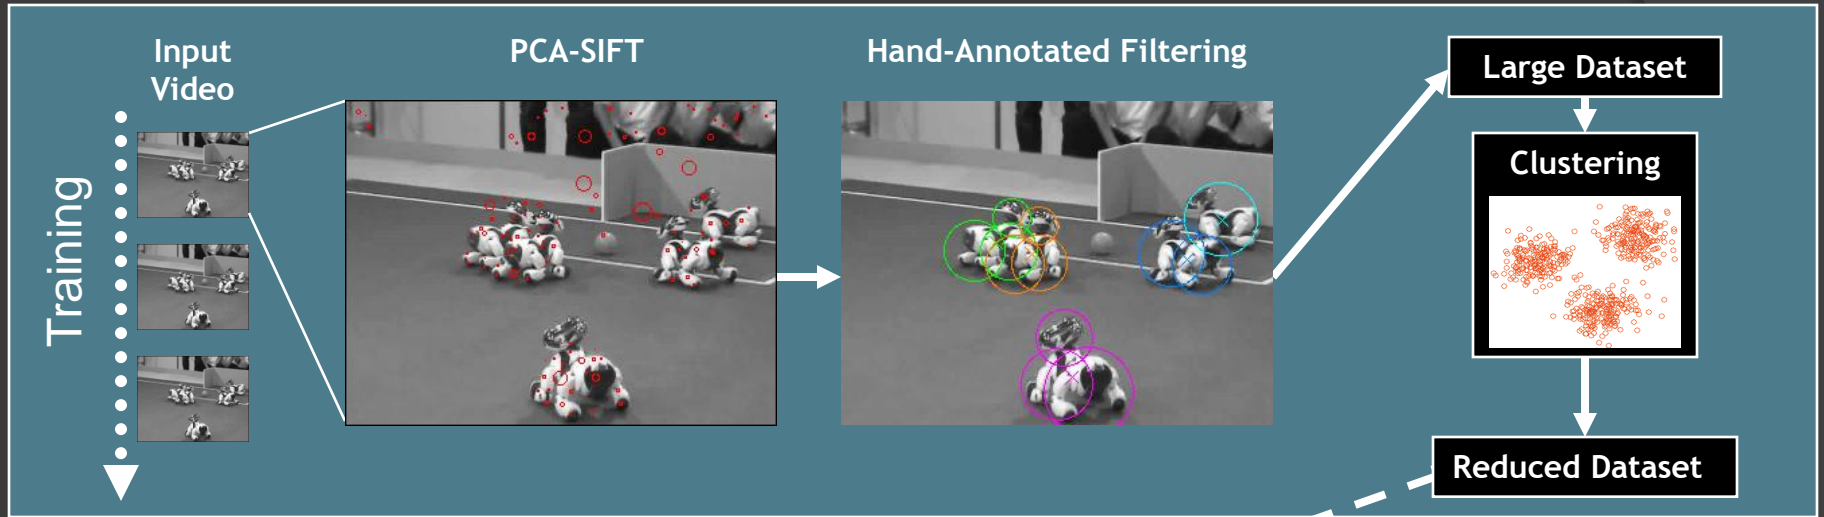 Input
Video
PCA-SIFT
Hand-Annotated Filtering
Large Dataset
Clustering
Training
Reduced Dataset